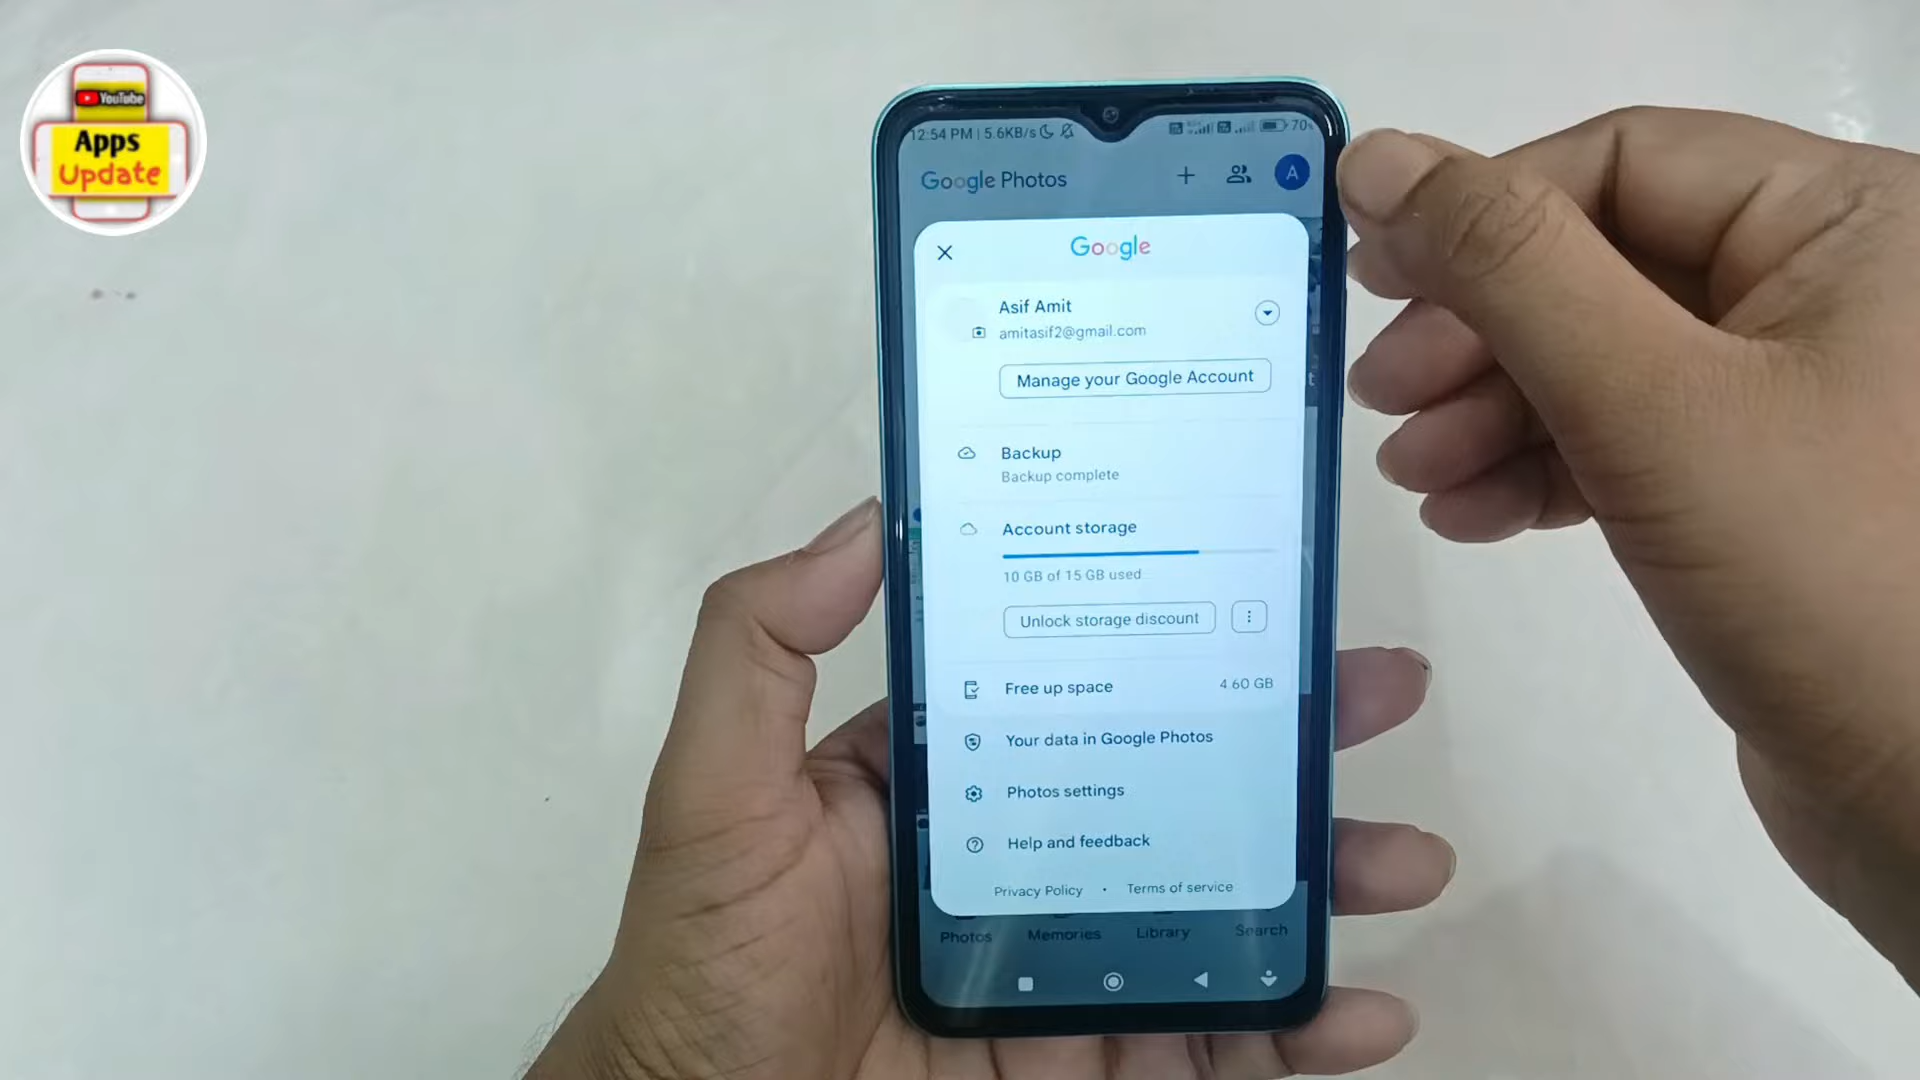 YouTube
Apps
Update
12:54 PM | 5.6KB/s
70%
Google Photos
A
Google
Asif Amit
amitasif2@gmail.com
Manage your Google Account
t
Backup
Backup complete
Account storage
10 GB of 15 GB used
Unlock storage discount
Free up space
4.60 GB
Your data in Google Photos
Photos settings
Help and feedback
Privacy Policy · Terms of service
Photos
Memories
Library
Search